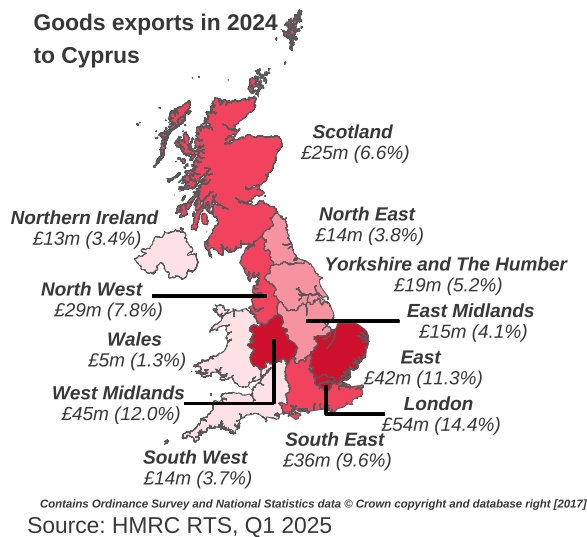 Goods exports in 2024
to Cyprus
Scotland
£25m (6.6%)
Northern Ireland
£13m (3.4%)
North East
£14m (3.8%)
Yorkshire and The Humber
£19m (5.2%)
North West
£29m (7.8%)
East Midlands
£15m (4.1%)
Wales
£5m (1.3%)
East
£42m (11.3%)
West Midlands
£45m (12.0%)
London
£54m (14.4%)
South East
£36m (9.6%)
South West
£14m (3.7%)
Contains Ordinance Survey and National Statistics data © Crown copyright and database right [2017]
Source: HMRC RTS, Q1 2025